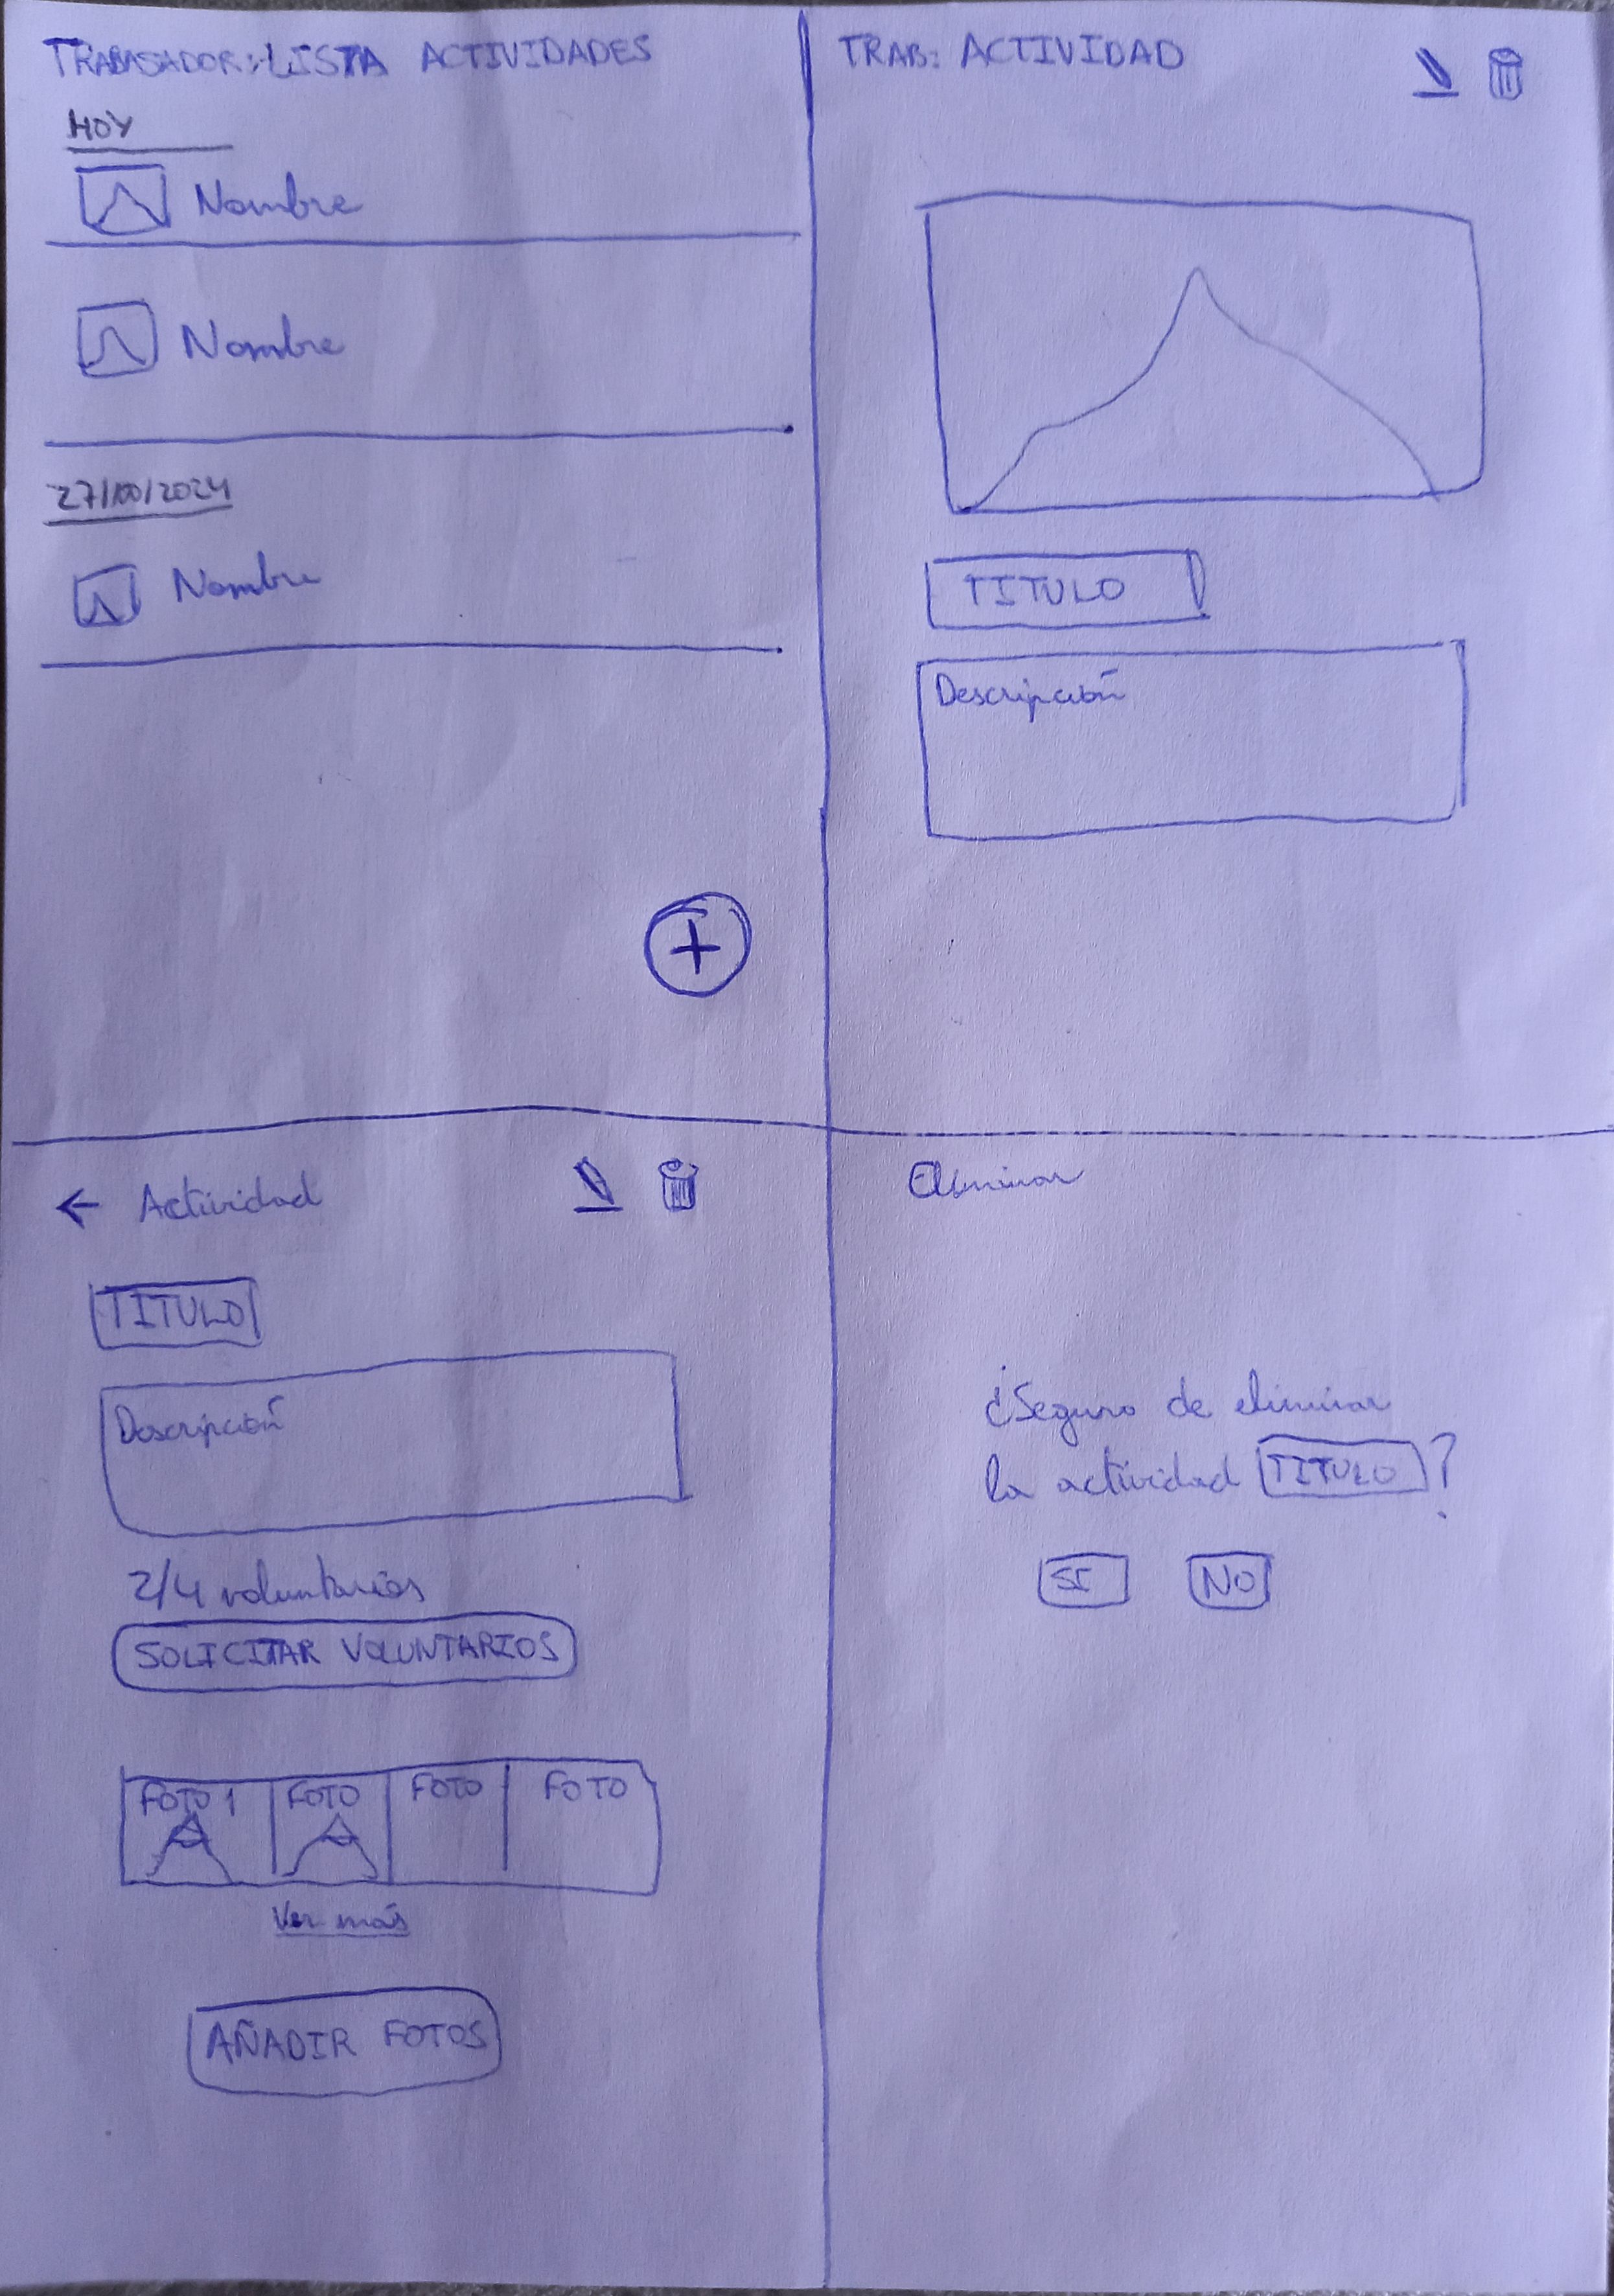 TRABAJADOR: LISTA ACTIVIDADES
HOY
Nombre
Nombre
27/10/2024
Nombre
+
TRAB: ACTIVIDAD
TITULO
Descripción
← Actividad
TITULO
Descripción
2/4 voluntarios
SOLICITAR VOLUNTARIOS
FOTO 1 FOTO FOTO FOTO
Ver más
AÑADIR FOTOS
Eliminar
¿Seguro de eliminar
la actividad TITULO?
SI NO